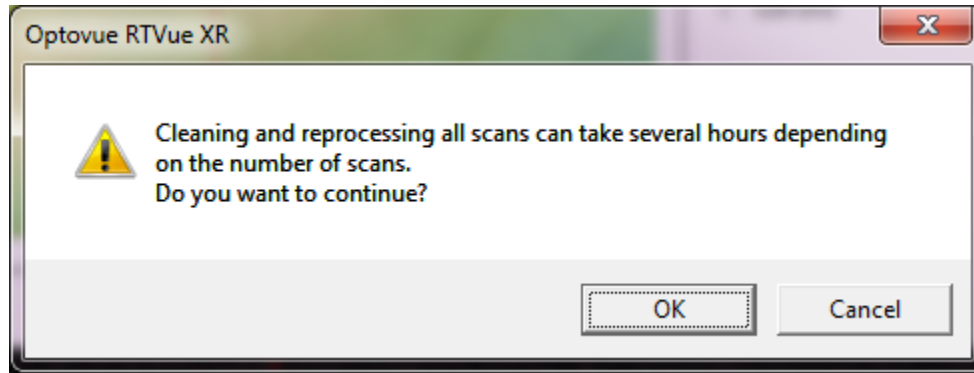 Optovue RTVue XR
Cleaning and reprocessing all scans can take several hours depending
on the number of scans.
Do you want to continue?
OK
Cancel